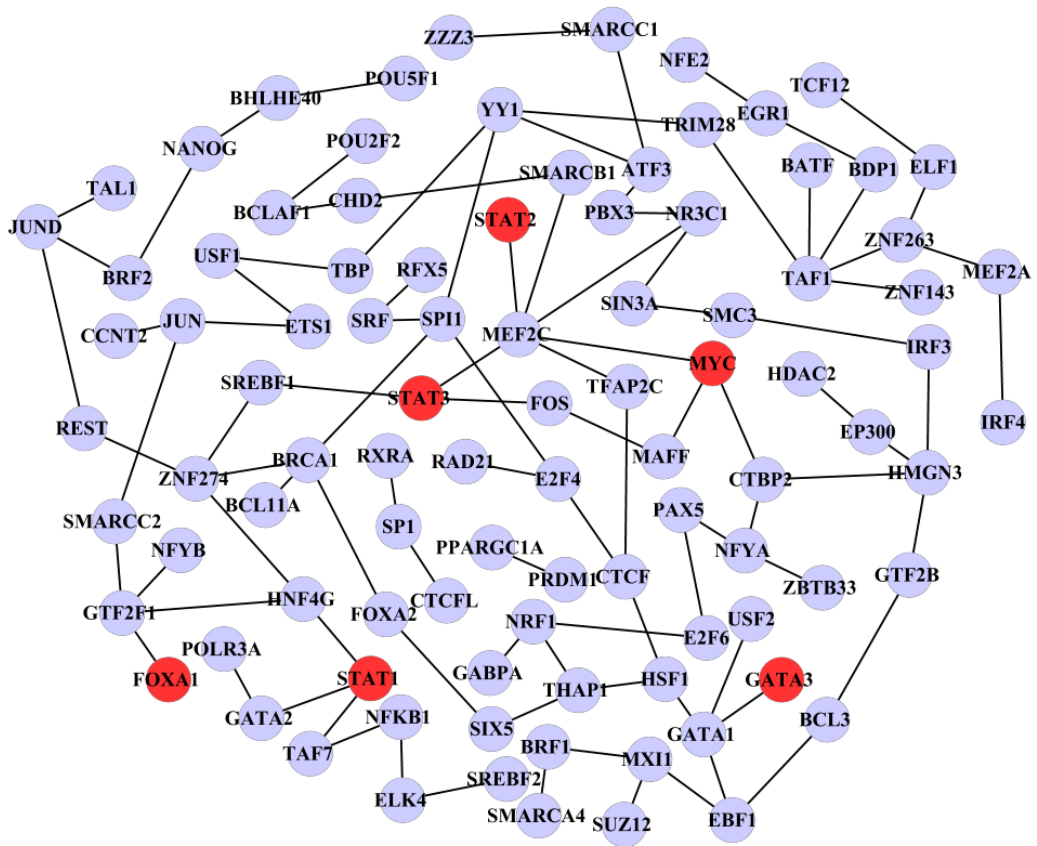 SMARCC1
ZZZ3
NFE2
POU5F1
TCF12
BHLHE40
YY1
EGR1
TRIM28
POU2F2
NANOG
BATF
SMARCB1
ATF3
BDP1
ELF1
TAL1
CHD2
BCLAF1
PBX3
NR3C1
STAT2
JUND
ZNF263
USF1
TBP
RFX5
MEF2A
BRF2
TAF1
ZNF143
SIN3A
SMC3
JUN
CCNT2
ETS1
SRF
SPI1
MEF2C
IRF3
MYC
HDAC2
SREBF1
TFAP2C
STAT3
FOS
IRF4
REST
EP300
MAFF
BRCA1
RXRA
RAD21
ZNF274
E2F4
CTBP2
HMGN3
BCL11A
PAX5
SMARCC2
SP1
NFYB
PPARGC1A
NFYA
PRDM1
CTCF
GTF2B
ZBTB33
HNF4G
CTCFL
GTF2F1
FOXA2
NRF1
USF2
E2F6
POLR3A
GABPA
FOXA1
STAT1
THAP1
HSF1
GATA3
GATA2
NFKB1
SIX5
GATA1
BCL3
TAF7
BRF1
MXI1
SREBF2
ELK4
SMARCA4
SUZ12
EBF1